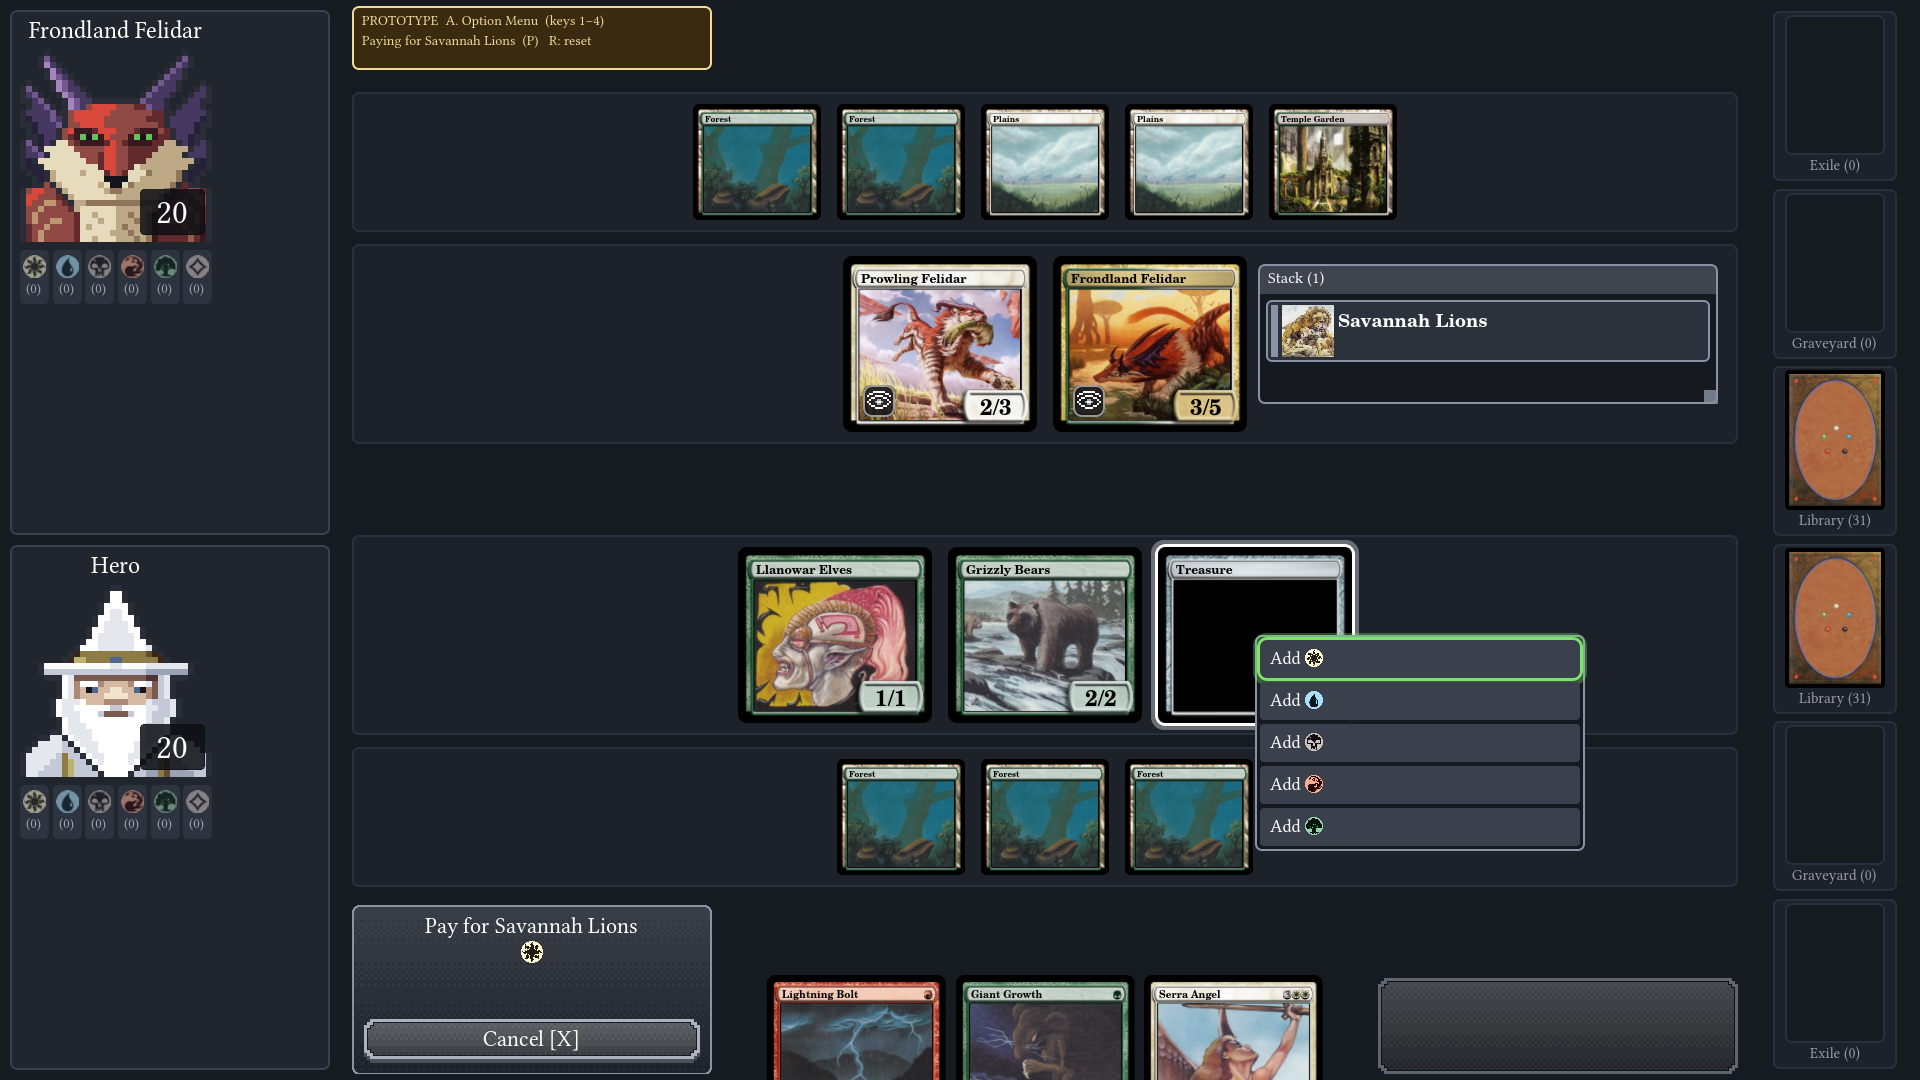 Frondland Felidar
20
(0) (0) (0) (0) (0) (0)
PROTOTYPE A. Option Menu (keys 1–4)
Paying for Savannah Lions (P) R: reset
Forest
Forest
Plains
Plains
Temple Garden
Prowling Felidar
2/3
Frondland Felidar
3/5
Stack (1)
Savannah Lions
Exile (0)
Graveyard (0)
Library (31)
Hero
20
(0) (0) (0) (0) (0) (0)
Llanowar Elves
1/1
Grizzly Bears
2/2
Treasure
Add
Add
Add
Add
Add
Forest
Forest
Forest
Library (31)
Graveyard (0)
Exile (0)
Pay for Savannah Lions
Cancel [X]
Lightning Bolt
Giant Growth
Serra Angel
3